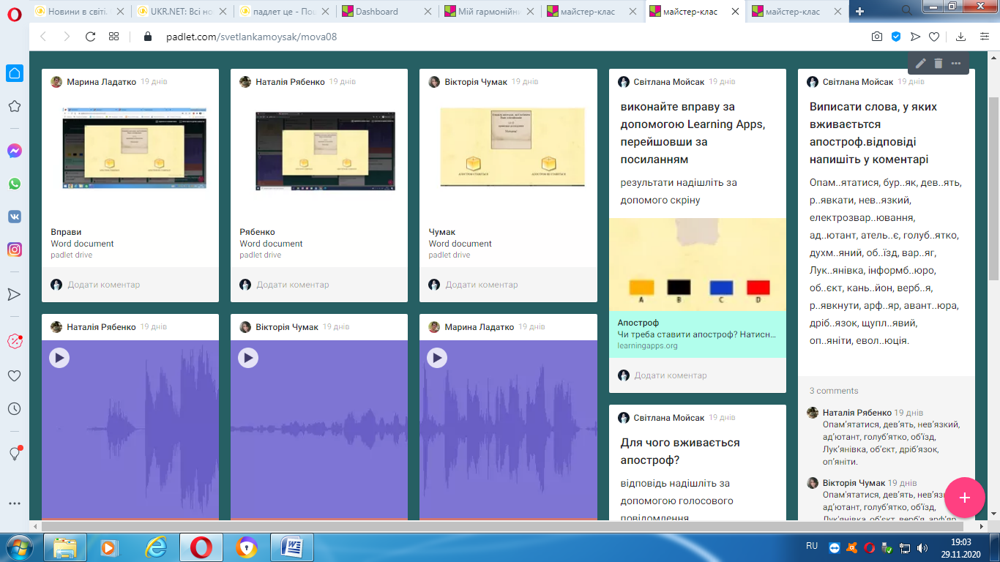 Новини в світі.
UKR.NET: Всі но
падлет це - По
Dashboard
Мій гармонійни
майстер-клас
майстер-клас
майстер-клас
padlet.com/svetlankamoysak/mova08
Марина Ладатко 19 днів
Вправи
Word document
padlet drive
Додати коментар
Наталія Рябенко 19 днів
Рябенко
Word document
padlet drive
Додати коментар
Вікторія Чумак 19 днів
АПОСТРОФ СТАВИТЬСЯ
АПОСТРОФ НЕ СТАВИТЬСЯ
Чумак
Word document
padlet drive
Додати коментар
Світлана Мойсак 19 днів
виконайте вправу за
допомогою Learning Apps,
перейшовши за
посиланням
результати надішліть за
допомого скріну
A B C D
Апостроф
Чи треба ставити апостроф? Натисн...
learningapps.org
Додати коментар
Світлана Мойсак 19 днів
Виписати слова, у яких
вживаєтьтся
апостроф.відповіді
напишіть у коментарі
Опам..ятатися, бур..як, дев..ять,
р..явкати, нев..язкий,
електрозвар..ювання,
ад..ютант, атель..є, голуб..ятко,
духм..яний, об..їзд, вар..яг,
Лук..янівка, інформб..юро,
об..єкт, кань..йон, верб..я,
р..явкнути, арф..яр, авант..юра,
дріб..язок, щупл..явий,
оп..яніти, евол..юція.
3 comments
Наталія Рябенко 19 днів
Опам’ятатися, дев’ять, нев’язкий,
ад’ютант, голуб’ятко, об’їзд,
Лук’янівка, об’єкт, дріб’язок,
оп’яніти.
Вікторія Чумак 19 днів
Опам'ятатися, дев'ять, нев'язк
ад'ютант, голуб'ятко, об'їзд,
Лук'янівка, об'єкт, верб'я, арф'яр
Наталія Рябенко 19 днів
Вікторія Чумак 19 днів
Марина Ладатко 19 днів
Світлана Мойсак 19 днів
Для чого вживається
апостроф?
відповідь надішліть за
допомогою голосового
повідомлення
RU
19:03
29.11.2020